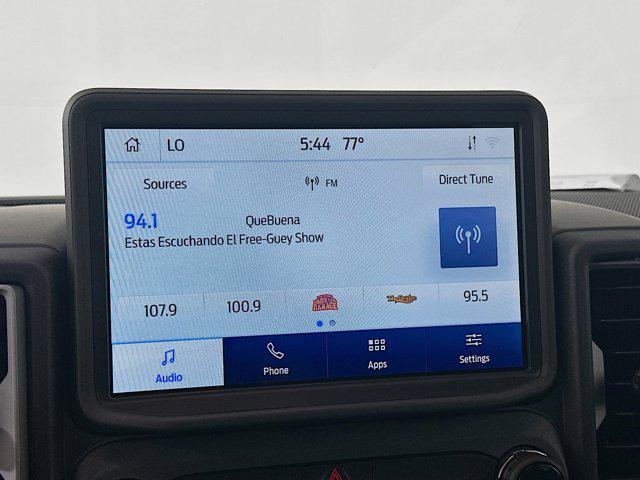 LO 5:44 77°
Sources FM Direct Tune
94.1 QueBuena
Estas Escuchando El Free-Guey Show
107.9 100.9 GARAGE 95.5
Audio Phone Apps Settings